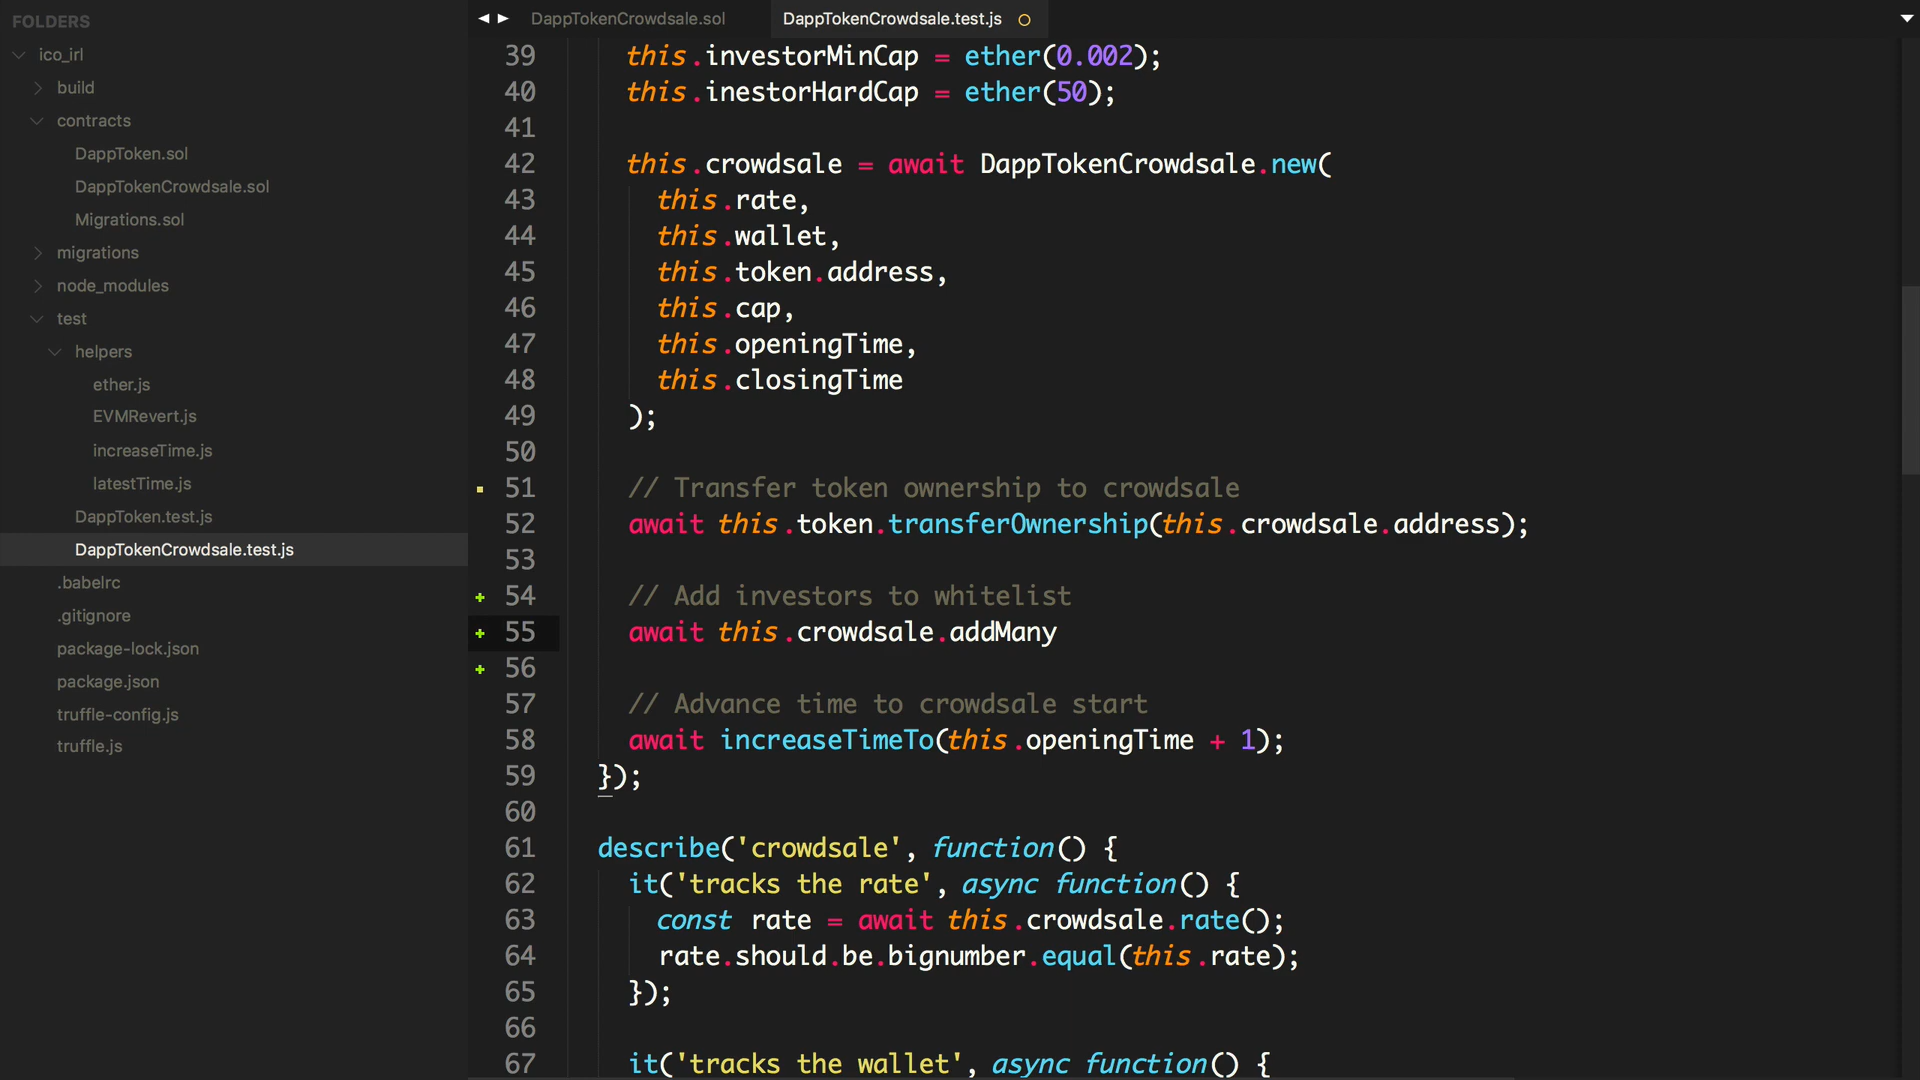 FOLDERS
ico_irl
build
contracts
DappToken.sol
DappTokenCrowdsale.sol
Migrations.sol
migrations
node_modules
test
helpers
ether.js
EVMRevert.js
increaseTime.js
latestTime.js
DappToken.test.js
DappTokenCrowdsale.test.js
.babelrc
.gitignore
package-lock.json
package.json
truffle-config.js
truffle.js
DappTokenCrowdsale.sol
DappTokenCrowdsale.test.js
39 this.investorMinCap = ether(0.002);
40 this.inestorHardCap = ether(50);
41
42 this.crowdsale = await DappTokenCrowdsale.new(
43 this.rate,
44 this.wallet,
45 this.token.address,
46 this.cap,
47 this.openingTime,
48 this.closingTime
49 );
50
51 // Transfer token ownership to crowdsale
52 await this.token.transferOwnership(this.crowdsale.address);
53
54 // Add investors to whitelist
55 await this.crowdsale.addMany
56
57 // Advance time to crowdsale start
58 await increaseTimeTo(this.openingTime + 1);
59 });
60
61 describe('crowdsale', function() {
62 it('tracks the rate', async function() {
63 const rate = await this.crowdsale.rate();
64 rate.should.be.bignumber.equal(this.rate);
65 });
66
67 it('tracks the wallet', async function() {